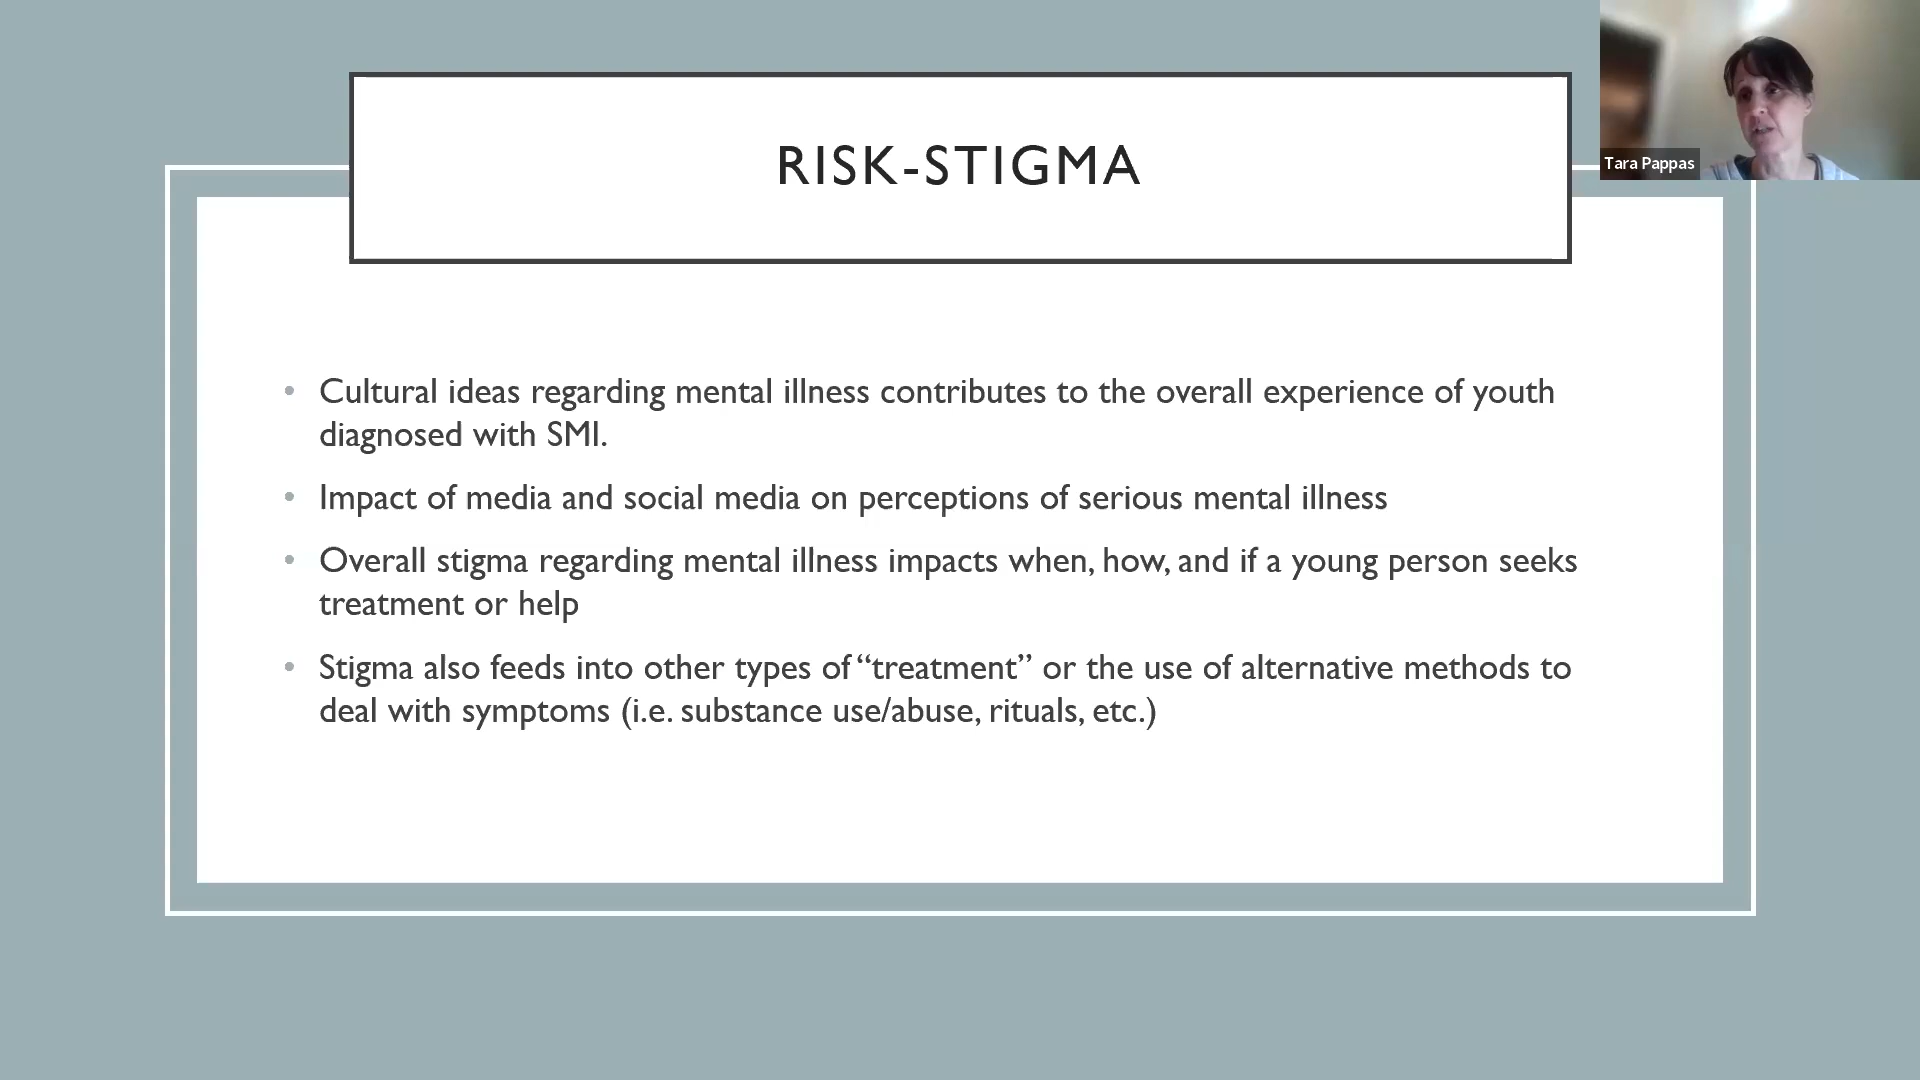 RISK-STIGMA
Tara Pappas
• Cultural ideas regarding mental illness contributes to the overall experience of youth
diagnosed with SMI.
• Impact of media and social media on perceptions of serious mental illness
• Overall stigma regarding mental illness impacts when, how, and if a young person seeks
treatment or help
• Stigma also feeds into other types of “treatment” or the use of alternative methods to
deal with symptoms (i.e. substance use/abuse, rituals, etc.)